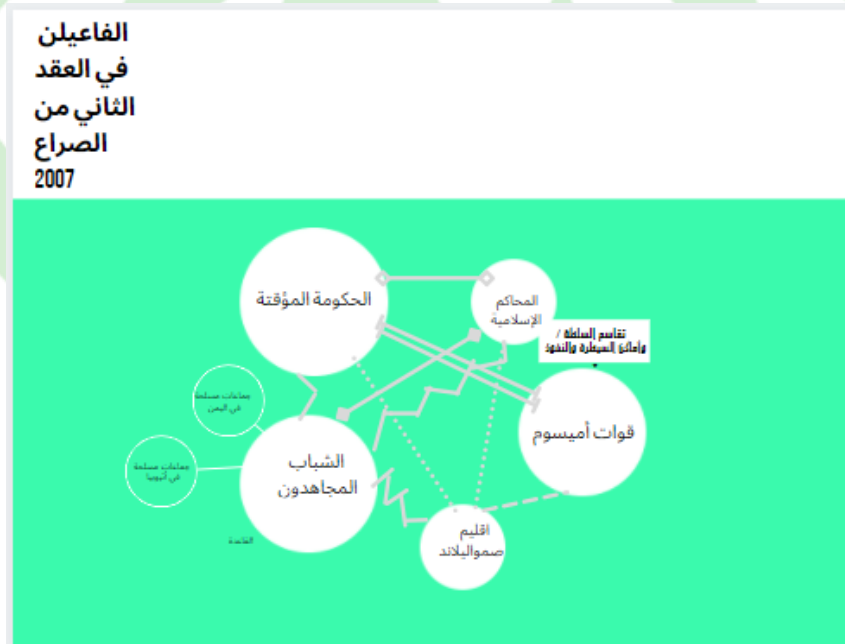 الفاعيلن
في العقد
الثاني من
الصراع
2007
الحكومة المؤقتة
المحاكم
الإسلامية
تقاسم السلطة /
وأماكن السيطرة والنفوذ
جماعات مسلحة
في اليمن
قوات أميسوم
الشباب
المجاهدون
جماعات مسلحة
في أثيوبيا
اقليم
صمواليلاند
القاعدة